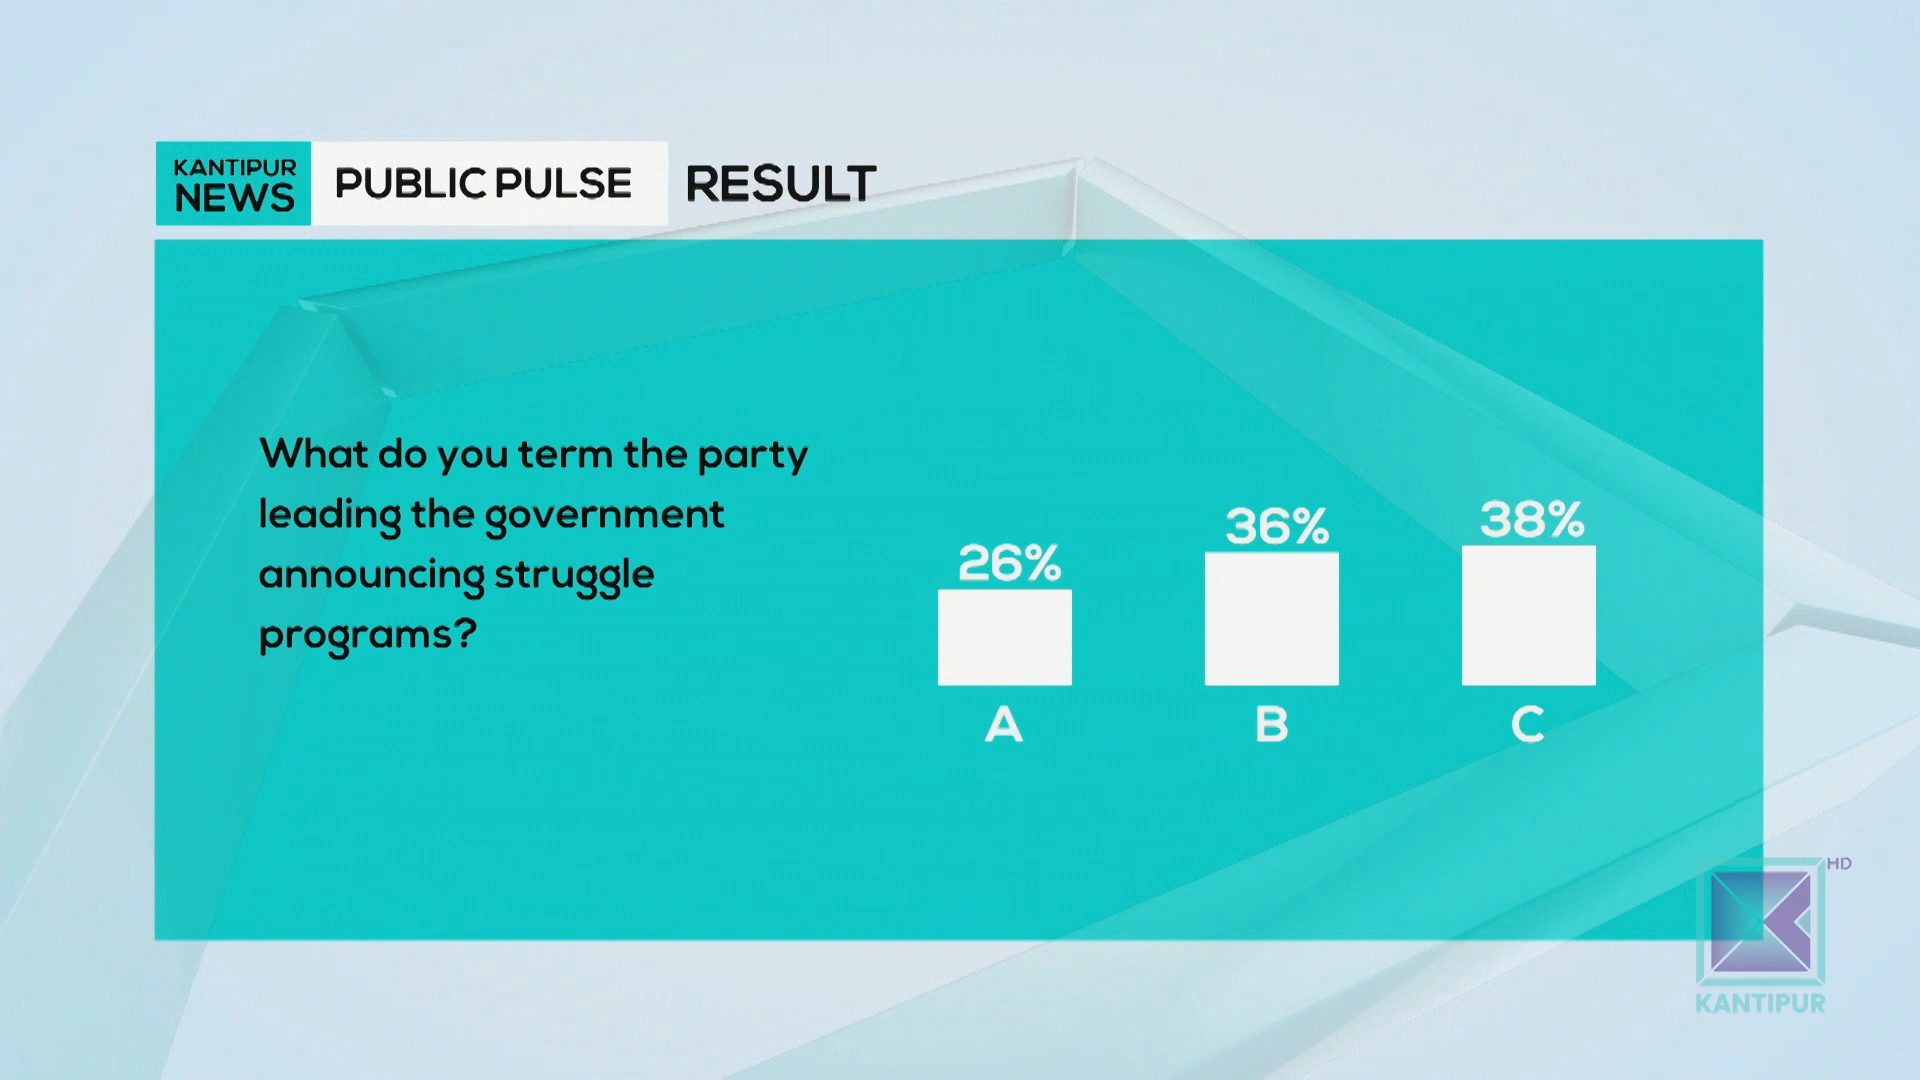 KANTIPUR
NEWS
PUBLIC PULSE
RESULT
What do you term the party
leading the government
announcing struggle
programs?
26%
36%
38%
A
B
C
HD
KANTIPUR